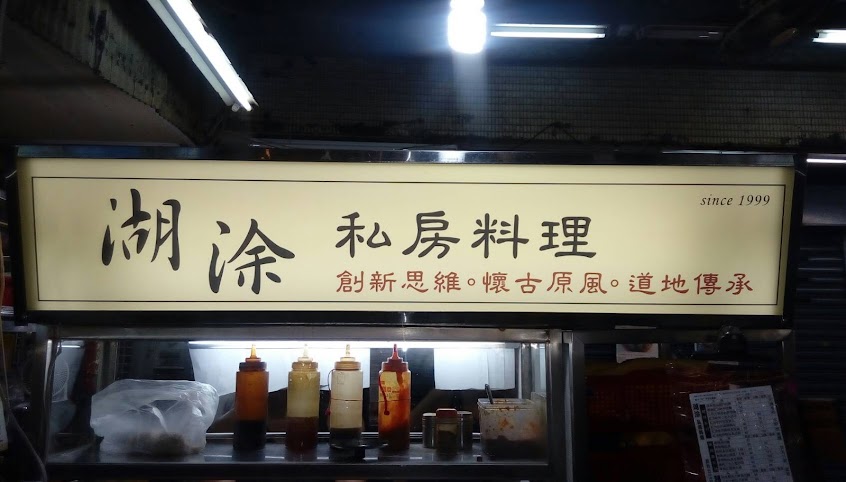 since 1999
湖涂 私房料理
創新思維。懷古原風。道地傳承